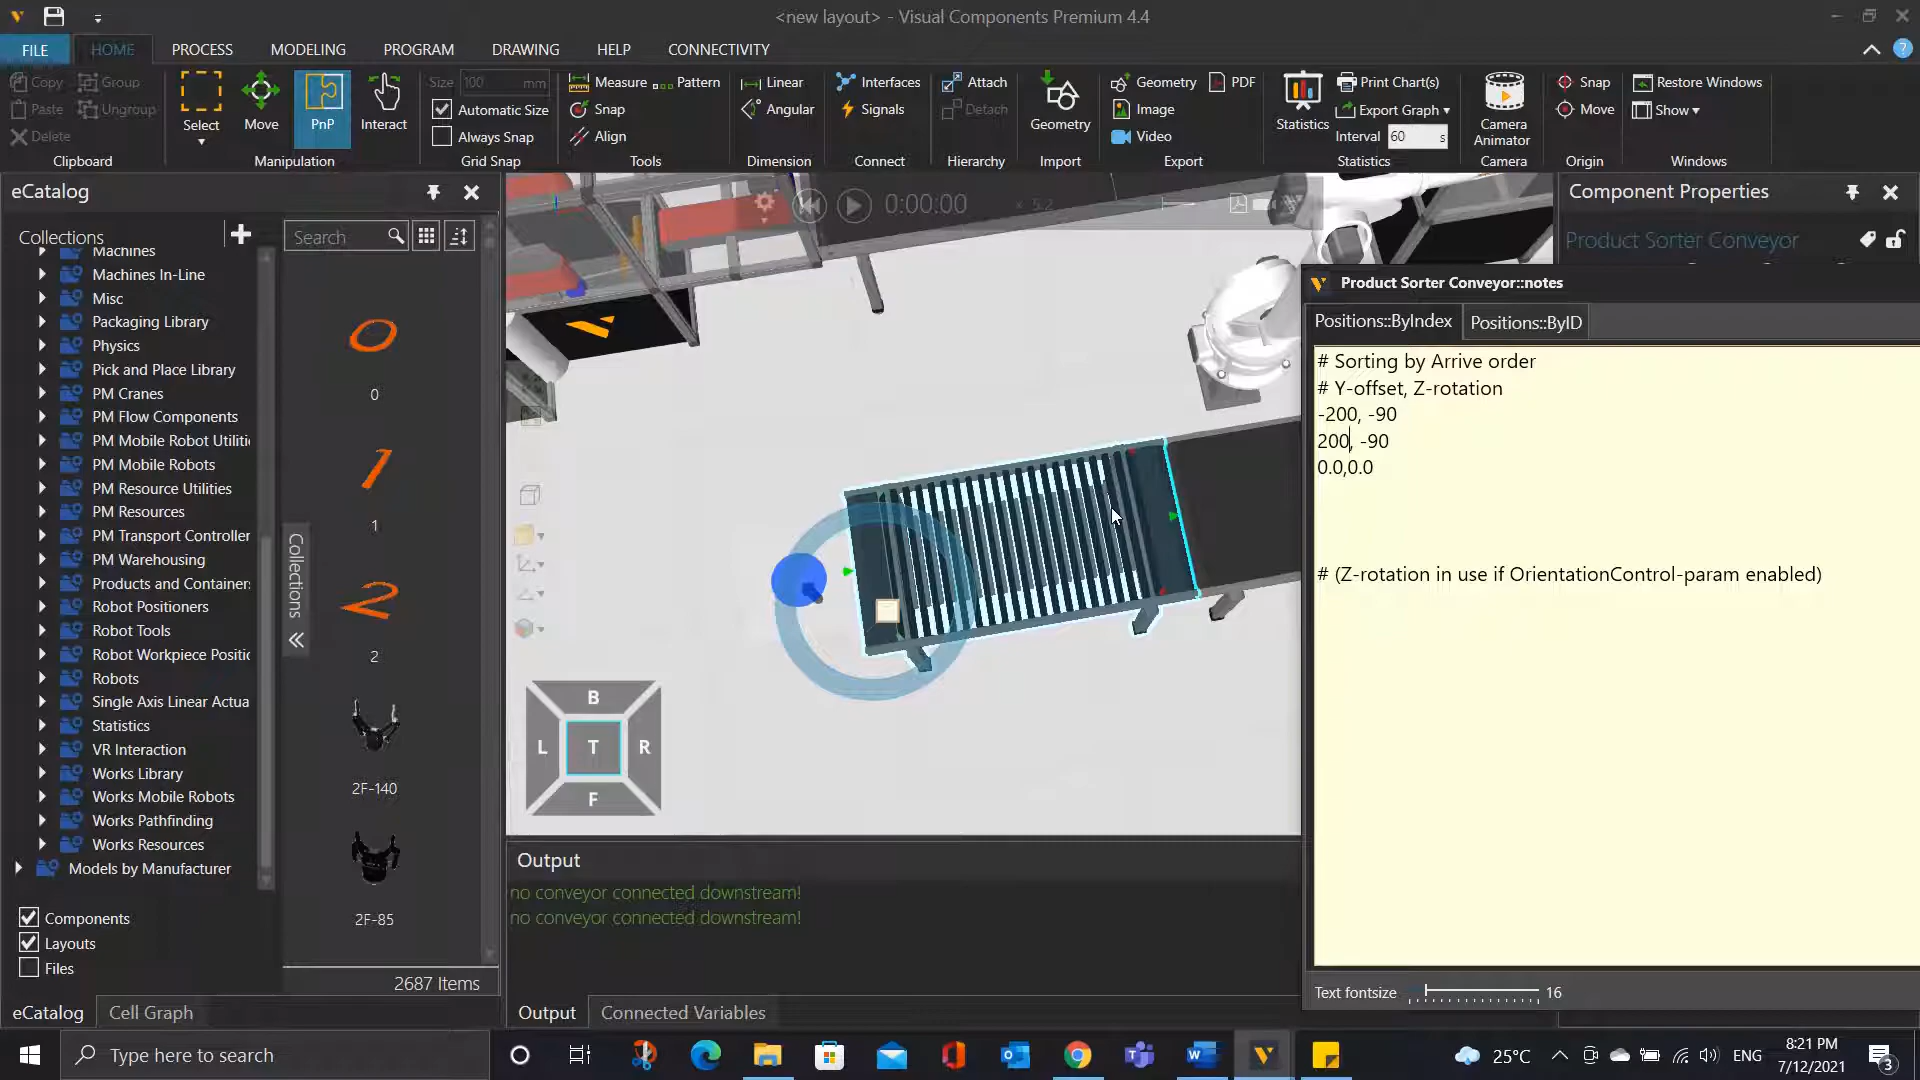 <new layout> - Visual Components Premium 4.4
FILE
HOME
PROCESS
MODELING
PROGRAM
DRAWING
HELP
CONNECTIVITY
Copy
Group
Paste
Ungroup
Delete
Clipboard
Select
Move
PnP
Interact
Manipulation
Size 100 mm
Automatic Size
Always Snap
Grid Snap
Measure
Pattern
Snap
Align
Tools
Linear
Angular
Dimension
Interfaces
Signals
Connect
Attach
Detach
Hierarchy
Geometry
Import
Geometry
PDF
Image
Video
Export
Statistics
Print Chart(s)
Export Graph
Interval 60 s
Statistics
Camera
Animator
Camera
Snap
Move
Origin
Restore Windows
Show
Windows
eCatalog
Collections
Search
Machines
Machines In-Line
Misc
Packaging Library
Physics
Pick and Place Library
PM Cranes
PM Flow Components
PM Mobile Robot Utiliti
PM Mobile Robots
PM Resource Utilities
PM Resources
PM Transport Controller
PM Warehousing
Products and Containers
Robot Positioners
Robot Tools
Robot Workpiece Positio
Robots
Single Axis Linear Actua
Statistics
VR Interaction
Works Library
Works Mobile Robots
Works Pathfinding
Works Resources
Models by Manufacturer
Components
Layouts
Files
0
0
1
1
2
2
2F-140
2F-85
2687 Items
Collections
eCatalog
Cell Graph
0:00:00
x 5.2
B
L
T
R
F
Output
no conveyor connected downstream!
no conveyor connected downstream!
Output
Connected Variables
Component Properties
Product Sorter Conveyor
Product Sorter Conveyor::notes
Positions::ByIndex
Positions::ByID
# Sorting by Arrive order
# Y-offset, Z-rotation
-200, -90
200, -90
0.0,0.0
# (Z-rotation in use if OrientationControl-param enabled)
Text fontsize
16
Type here to search
25°C
ENG
8:21 PM
7/12/2021
3